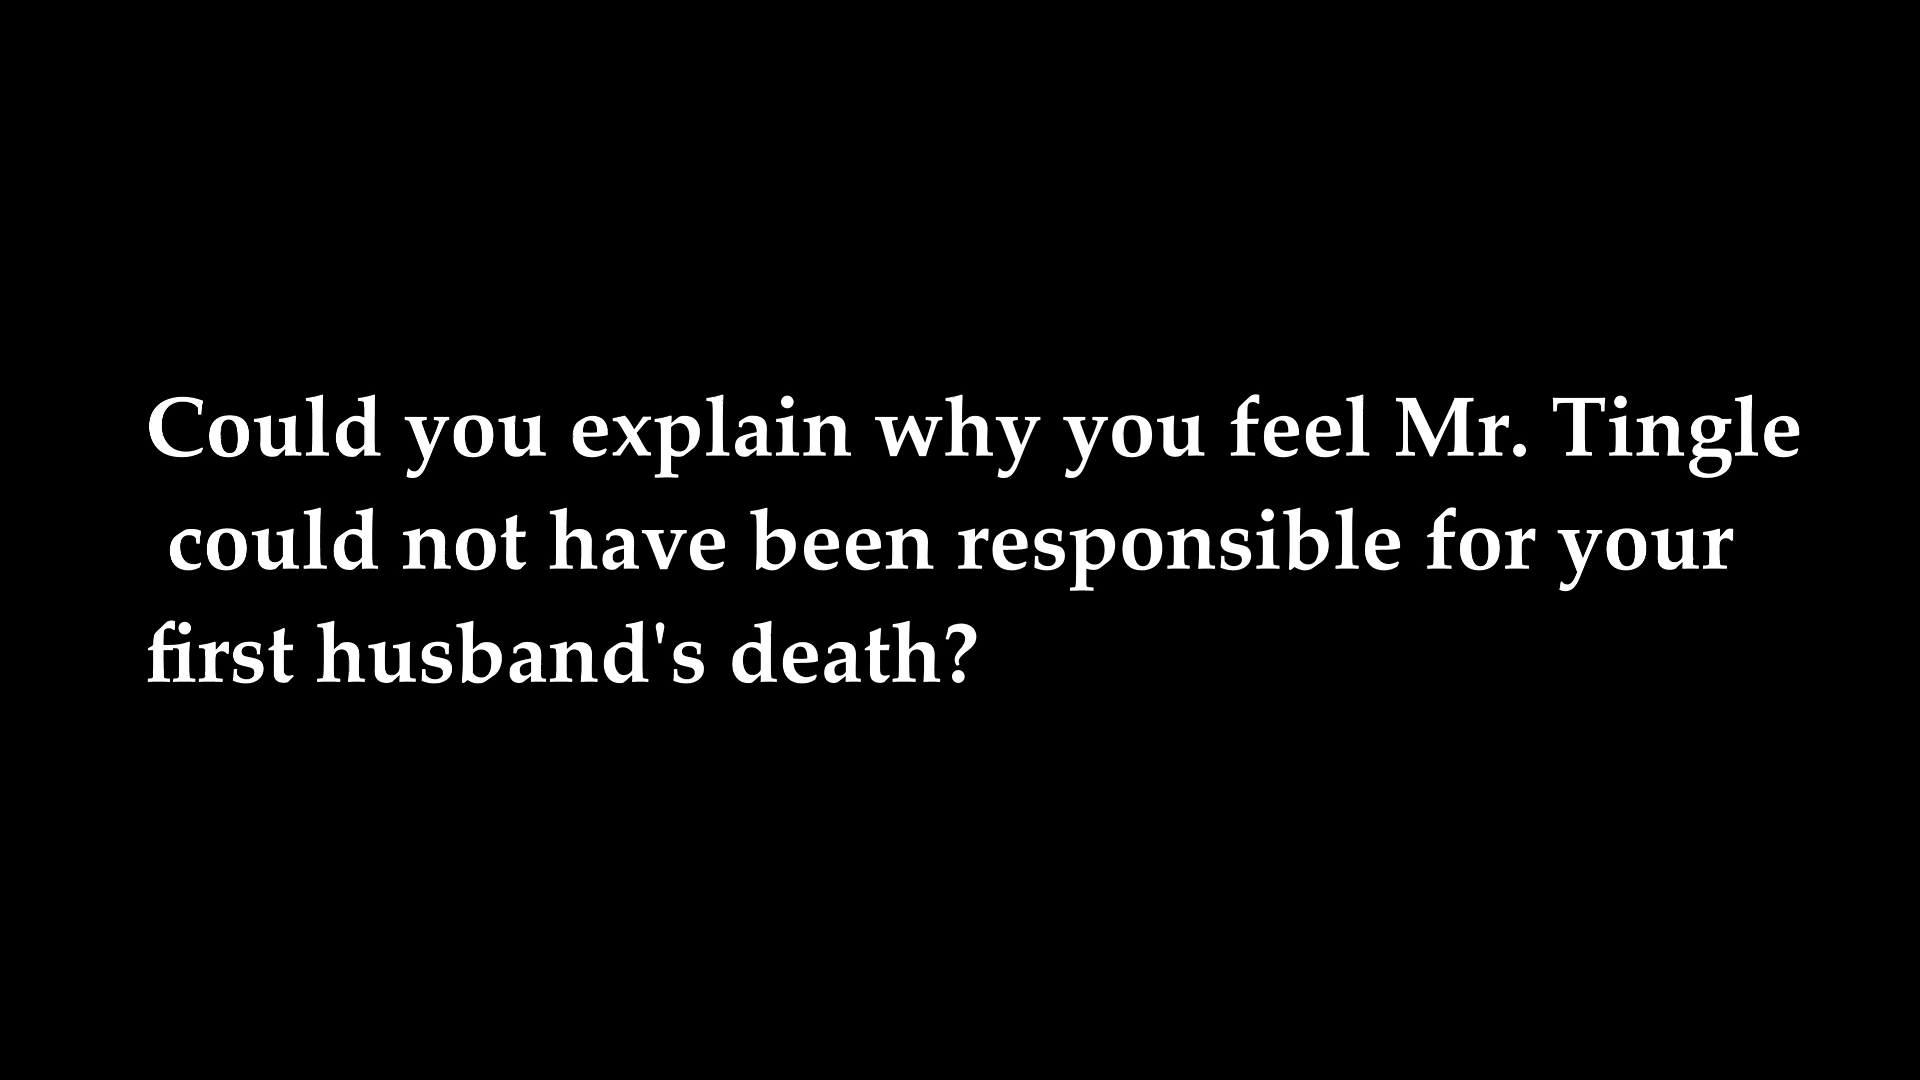 Could you explain why you feel Mr. Tingle
could not have been responsible for your
first husband's death?